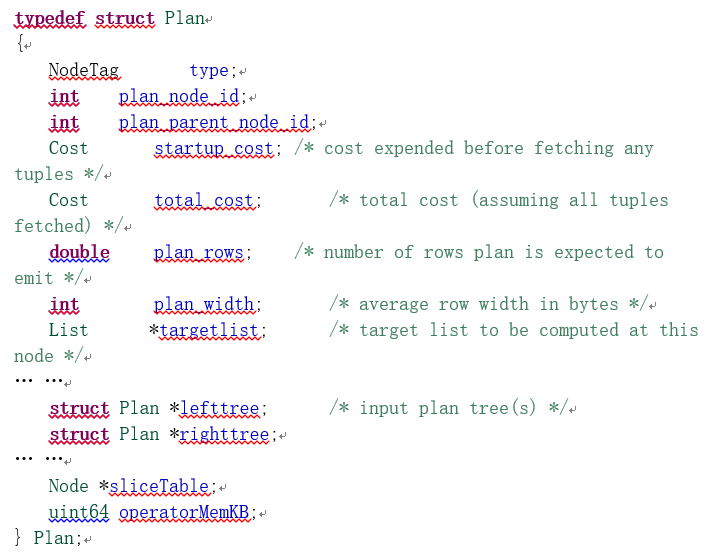 typedef struct Plan
{
NodeTag type;
int plan_node_id;
int plan_parent_node_id;
Cost startup_cost; /* cost expended before fetching any
tuples */
Cost total_cost; /* total cost (assuming all tuples
fetched) */
double plan_rows; /* number of rows plan is expected to
emit */
int plan_width; /* average row width in bytes */
List *targetlist; /* target list to be computed at this
node */
… …
struct Plan *lefttree; /* input plan tree(s) */
struct Plan *righttree;
… …
Node *sliceTable;
uint64 operatorMemKB;
} Plan;